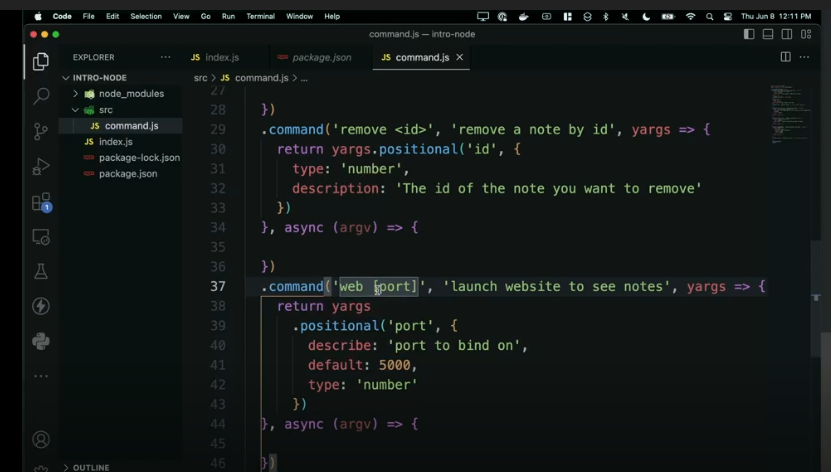 Code File Edit Selection View Go Run Terminal Window Help Thu Jun 8 12:11 PM
command.js — intro-node
EXPLORER
JS index.js package.json JS command.js ×
INTRO-NODE
node_modules
src
JS command.js
JS index.js
package-lock.json
package.json
1
OUTLINE
src > JS command.js > ...
27
28 })
29 .command('remove <id>', 'remove a note by id', yargs => {
30 return yargs.positional('id', {
31 type: 'number',
32 description: 'The id of the note you want to remove'
33 })
34 }, async (argv) => {
35
36 })
37 .command('web [port]', 'launch website to see notes', yargs => {
38 return yargs
39 .positional('port', {
40 describe: 'port to bind on',
41 default: 5000,
42 type: 'number'
43 })
44 }, async (argv) => {
45
46 })